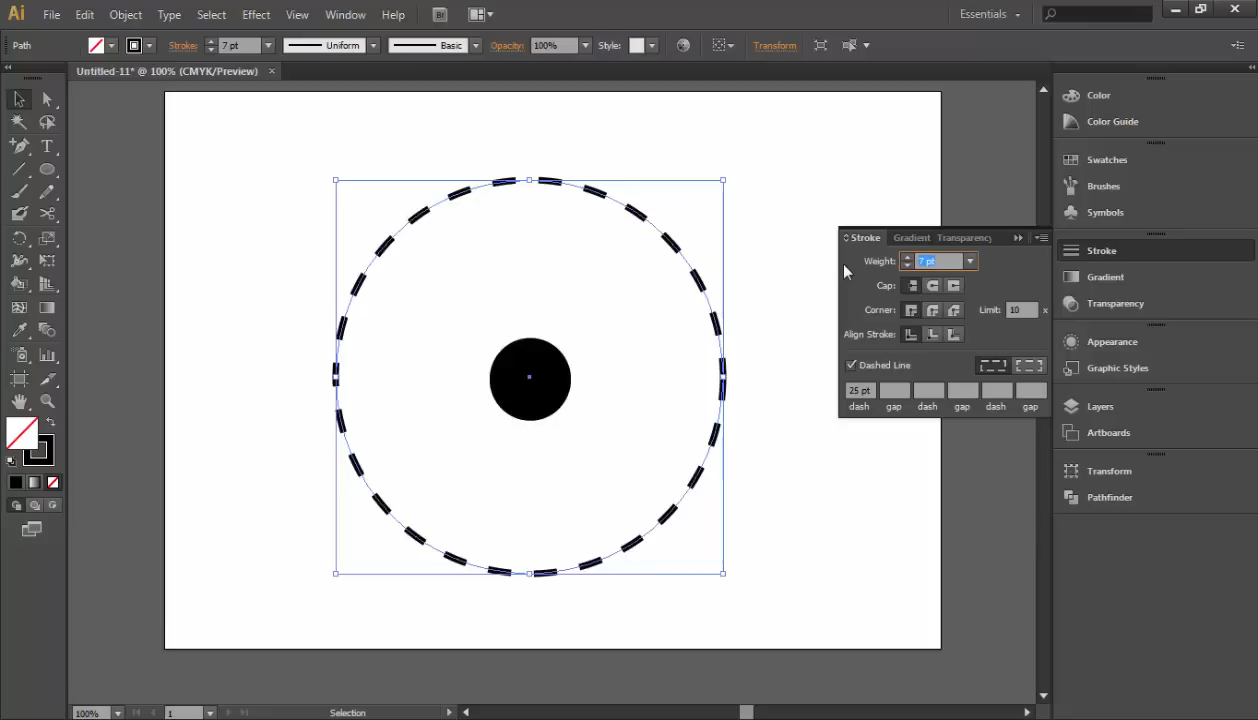 Ai File Edit Object Type Select Effect View Window Help Br Essentials
Path Stroke: 7 pt Uniform Basic Opacity: 100% Style: Transform
Untitled-11* @ 100% (CMYK/Preview) ×
Color
Color Guide
Swatches
Brushes
Symbols
Stroke
Gradient
Transparency
Appearance
Graphic Styles
Layers
Artboards
Transform
Pathfinder
Stroke Gradient Transparency
Weight: 7 pt
Cap:
Corner: Limit: 10 x
Align Stroke:
Dashed Line
25 pt
dash gap dash gap dash gap
T
100% 1 Selection